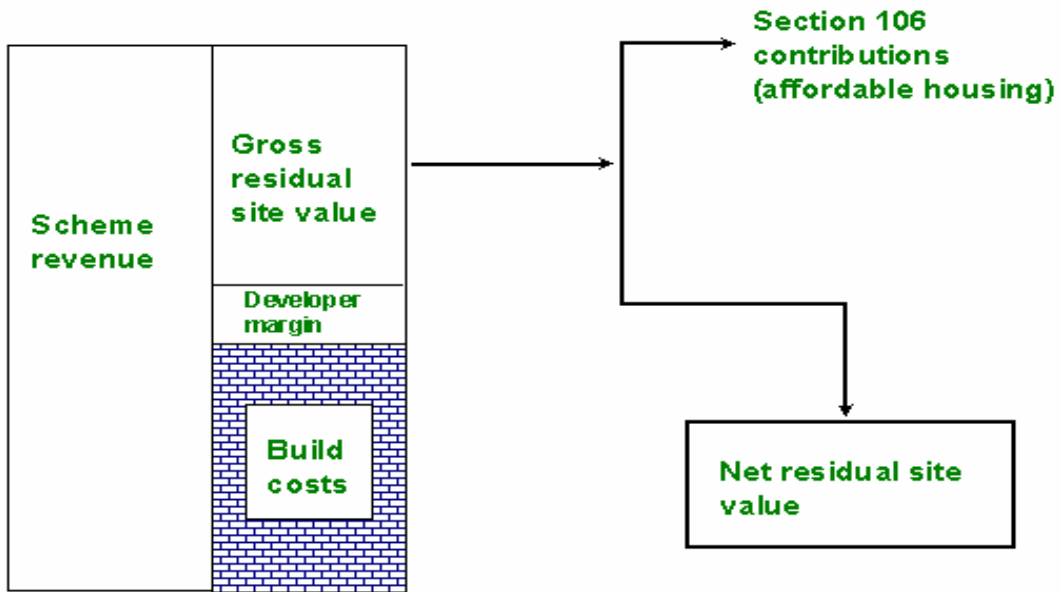 Section 106
contributions
(affordable housing)
Gross
residual
site value
Scheme
revenue
Developer
margin
Build
costs
Net residual site
value